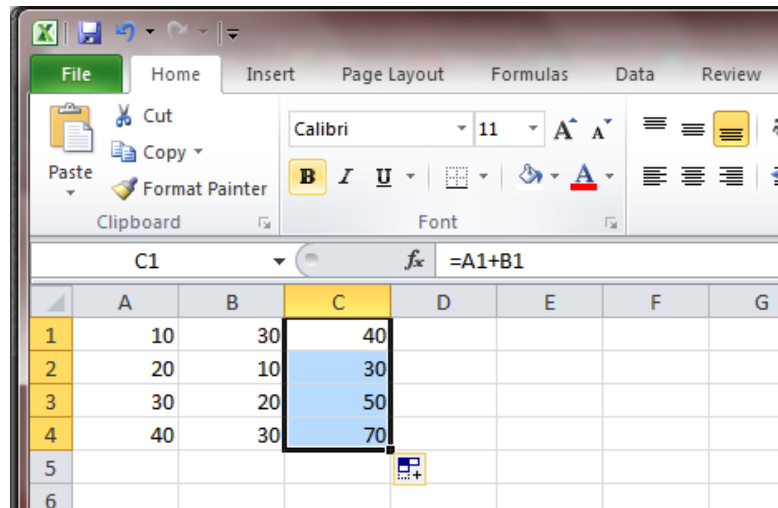 File Home Insert Page Layout Formulas Data Review
Paste
Cut
Copy
Format Painter
Clipboard
Calibri 11 A A
B I U A
Font
C1 fx =A1+B1
A B C D E F G
1 10 30 40
2 20 10 30
3 30 20 50
4 40 30 70
5
6